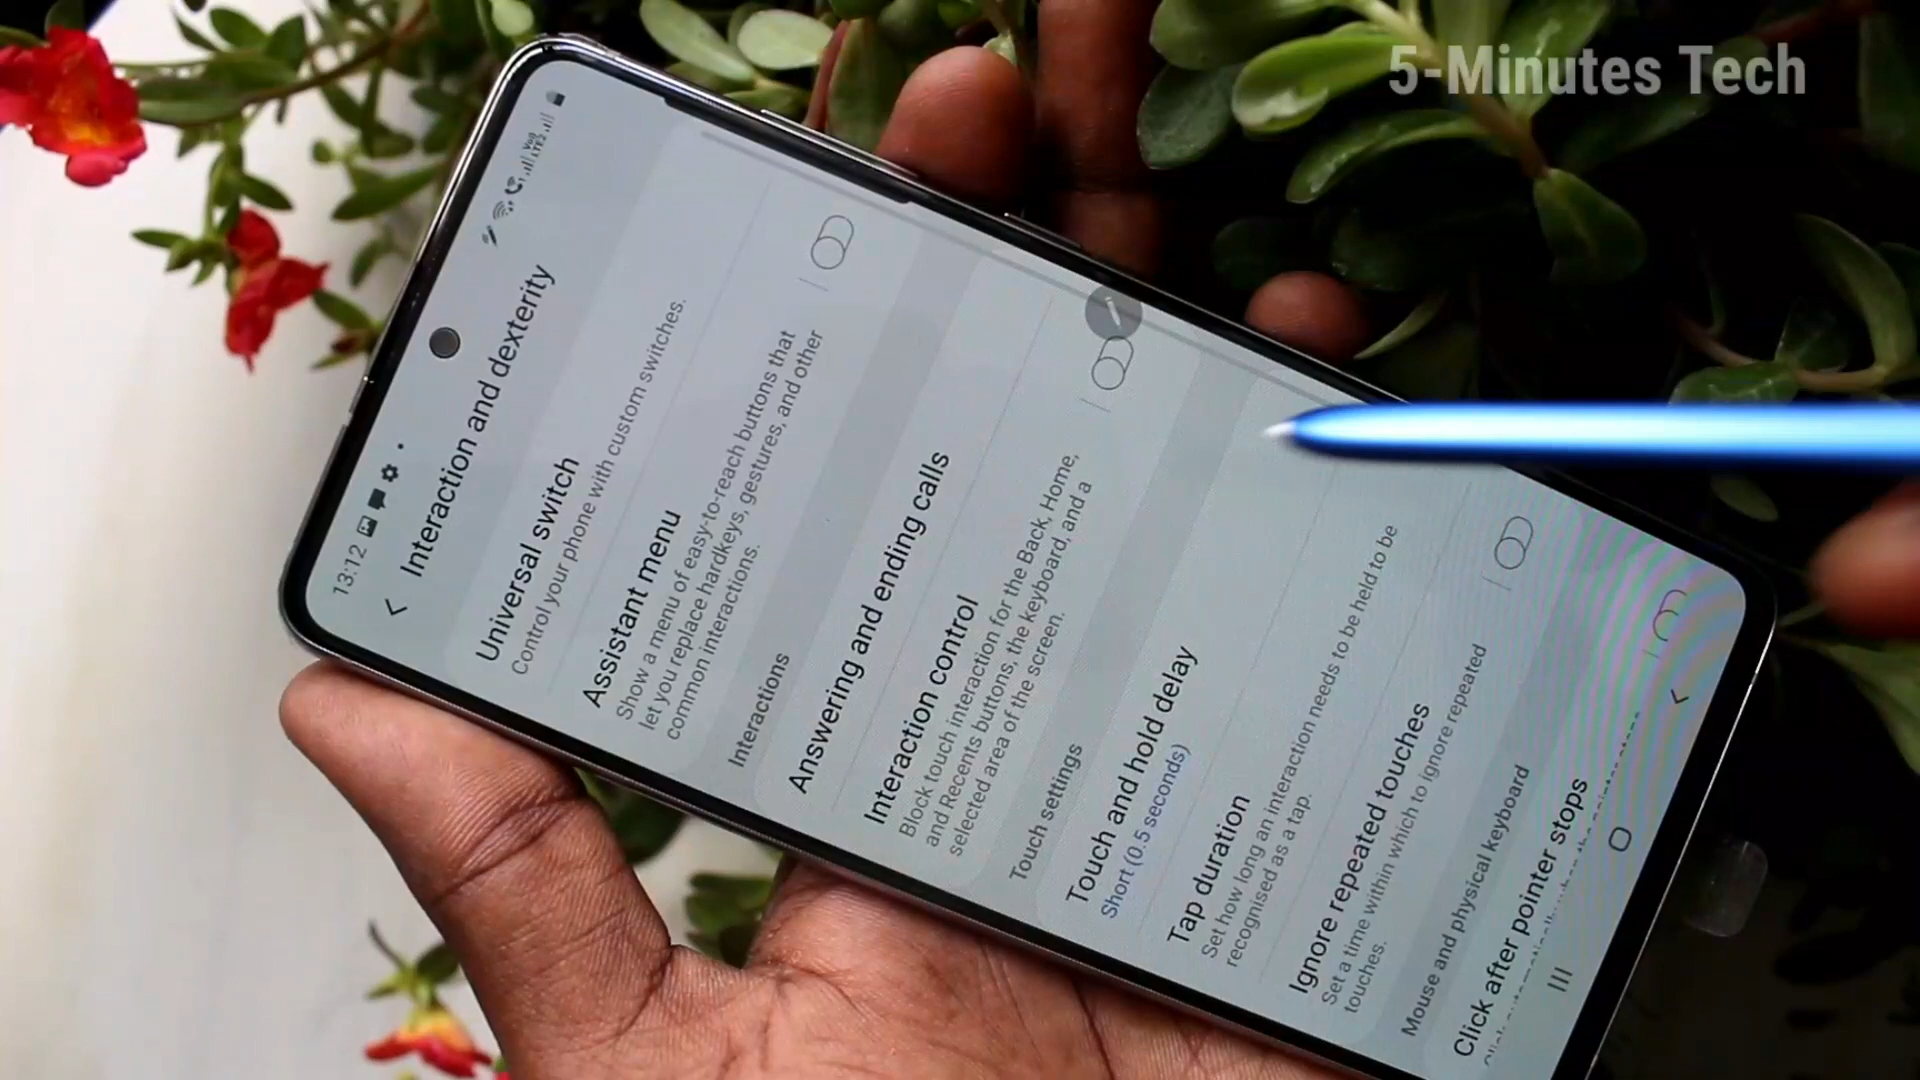 5-Minutes Tech
13:12
Interaction and dexterity
Universal switch
Control your phone with custom switches.
Assistant menu
Show a menu of easy-to-reach buttons that
let you replace hardkeys, gestures, and other
common interactions.
Interactions
Answering and ending calls
Interaction control
Block touch interaction for the Back, Home,
and Recents buttons, the keyboard, and a
selected area of the screen.
Touch settings
Touch and hold delay
Short (0.5 seconds)
Tap duration
Set how long an interaction needs to be held to be
recognised as a tap.
Ignore repeated touches
Set a time within which to ignore repeated
touches.
Mouse and physical keyboard
Click after pointer stops